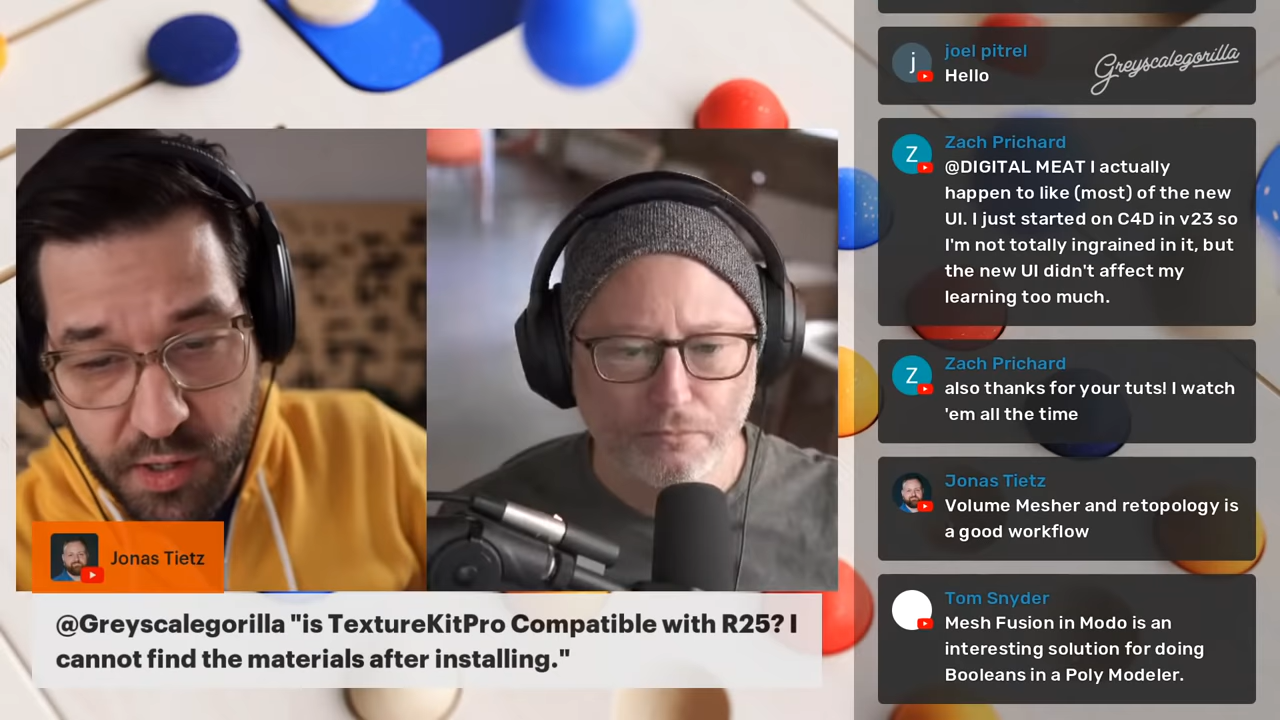 Jonas Tietz
@Greyscalegorilla "is TextureKitPro Compatible with R25? I
cannot find the materials after installing."
j
joel pitrel
Hello
Greyscalegorilla
Z
Zach Prichard
@DIGITAL MEAT I actually
happen to like (most) of the new
UI. I just started on C4D in v23 so
I'm not totally ingrained in it, but
the new UI didn't affect my
learning too much.
Z
Zach Prichard
also thanks for your tuts! I watch
'em all the time
Jonas Tietz
Volume Mesher and retopology is
a good workflow
Tom Snyder
Mesh Fusion in Modo is an
interesting solution for doing
Booleans in a Poly Modeler.